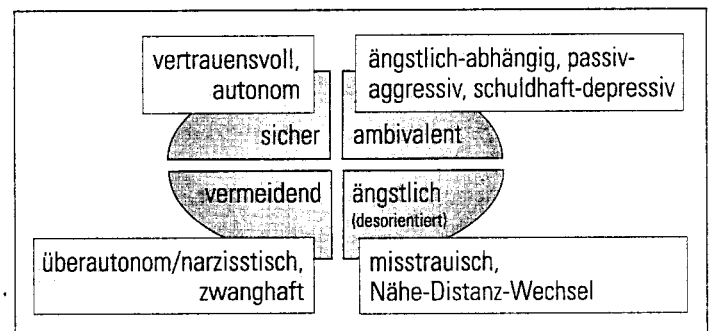 vertrauensvoll,
autonom
ängstlich-abhängig, passiv-
aggressiv, schuldhaft-depressiv
sicher
ambivalent
vermeidend
ängstlich
(desorientiert)
überautonom/narzisstisch,
zwanghaft
misstrauisch,
Nähe-Distanz-Wechsel